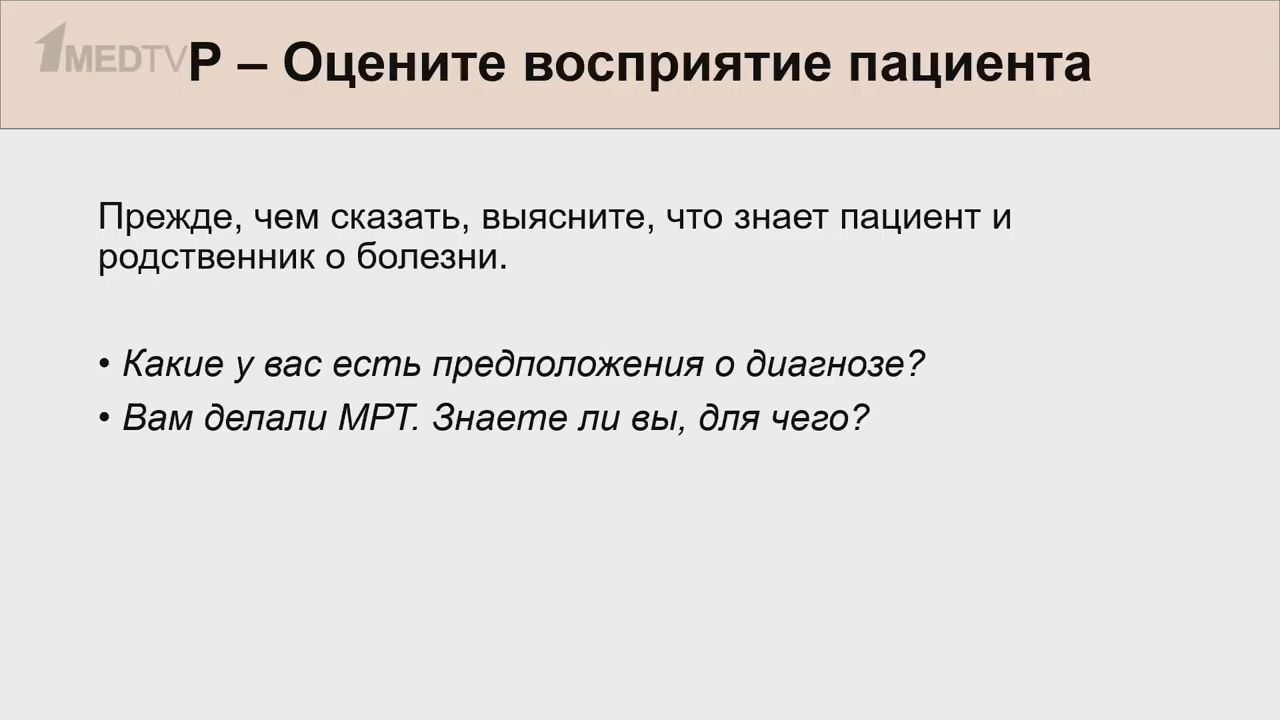 1MEDTV
P – Оцените восприятие пациента
Прежде, чем сказать, выясните, что знает пациент и
родственник о болезни.
• Какие у вас есть предположения о диагнозе?
• Вам делали МРТ. Знаете ли вы, для чего?